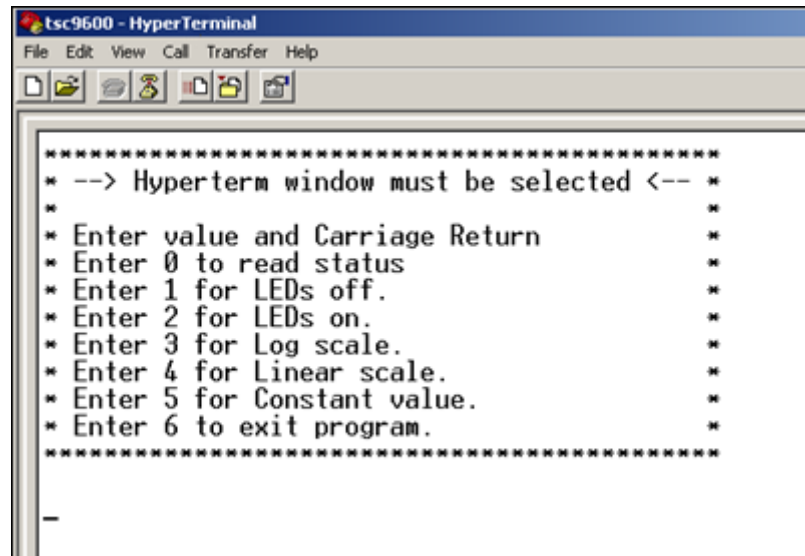 tsc9600 - HyperTerminal
File Edit View Call Transfer Help
*********************************************
* --> Hyperterm window must be selected <-- *
* *
* Enter value and Carriage Return *
* Enter 0 to read status *
* Enter 1 for LEDs off. *
* Enter 2 for LEDs on. *
* Enter 3 for Log scale. *
* Enter 4 for Linear scale. *
* Enter 5 for Constant value. *
* Enter 6 to exit program. *
*********************************************
_